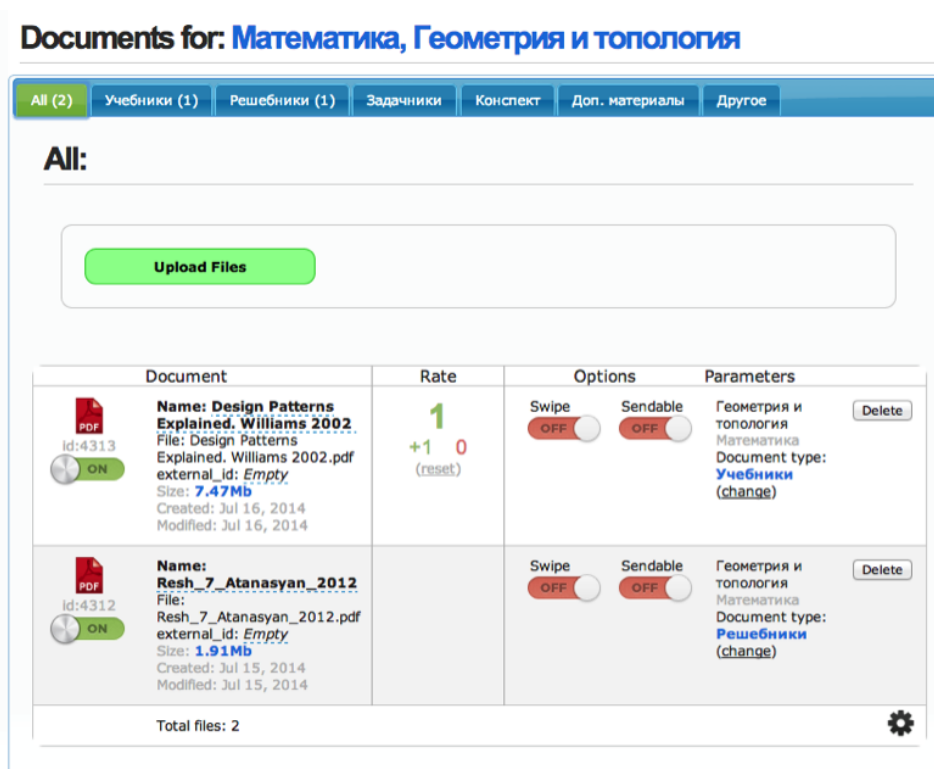 Documents for: Математика, Геометрия и топология
All (2) Учебники (1) Решебники (1) Задачники Конспект Доп. материалы Другое
All:
Upload Files
Document Rate Options Parameters
PDF
id:4313
ON
Name: Design Patterns
Explained. Williams 2002
File: Design Patterns
Explained. Williams 2002.pdf
external_id: Empty
Size: 7.47Mb
Created: Jul 16, 2014
Modified: Jul 16, 2014
1
+1 0
(reset)
Swipe Sendable
OFF OFF
Геометрия и
топология
Математика
Document type:
Учебники
(change)
Delete
PDF
id:4312
ON
Name:
Resh_7_Atanasyan_2012
File:
Resh_7_Atanasyan_2012.pdf
external_id: Empty
Size: 1.91Mb
Created: Jul 15, 2014
Modified: Jul 15, 2014
Swipe Sendable
OFF OFF
Геометрия и
топология
Математика
Document type:
Решебники
(change)
Delete
Total files: 2